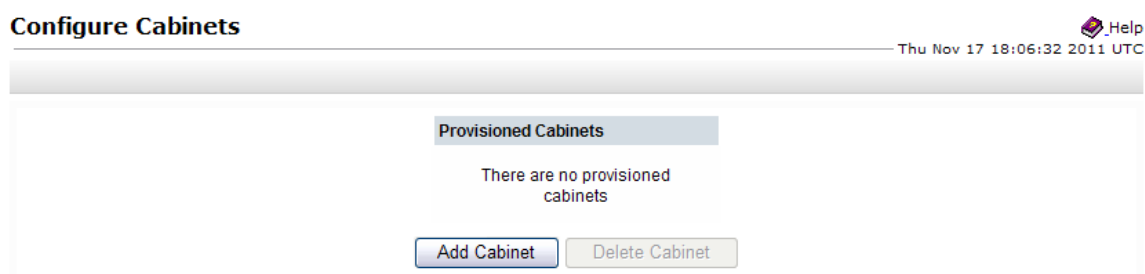 Configure Cabinets
Help
Thu Nov 17 18:06:32 2011 UTC
Provisioned Cabinets
There are no provisioned
cabinets
Add Cabinet
Delete Cabinet